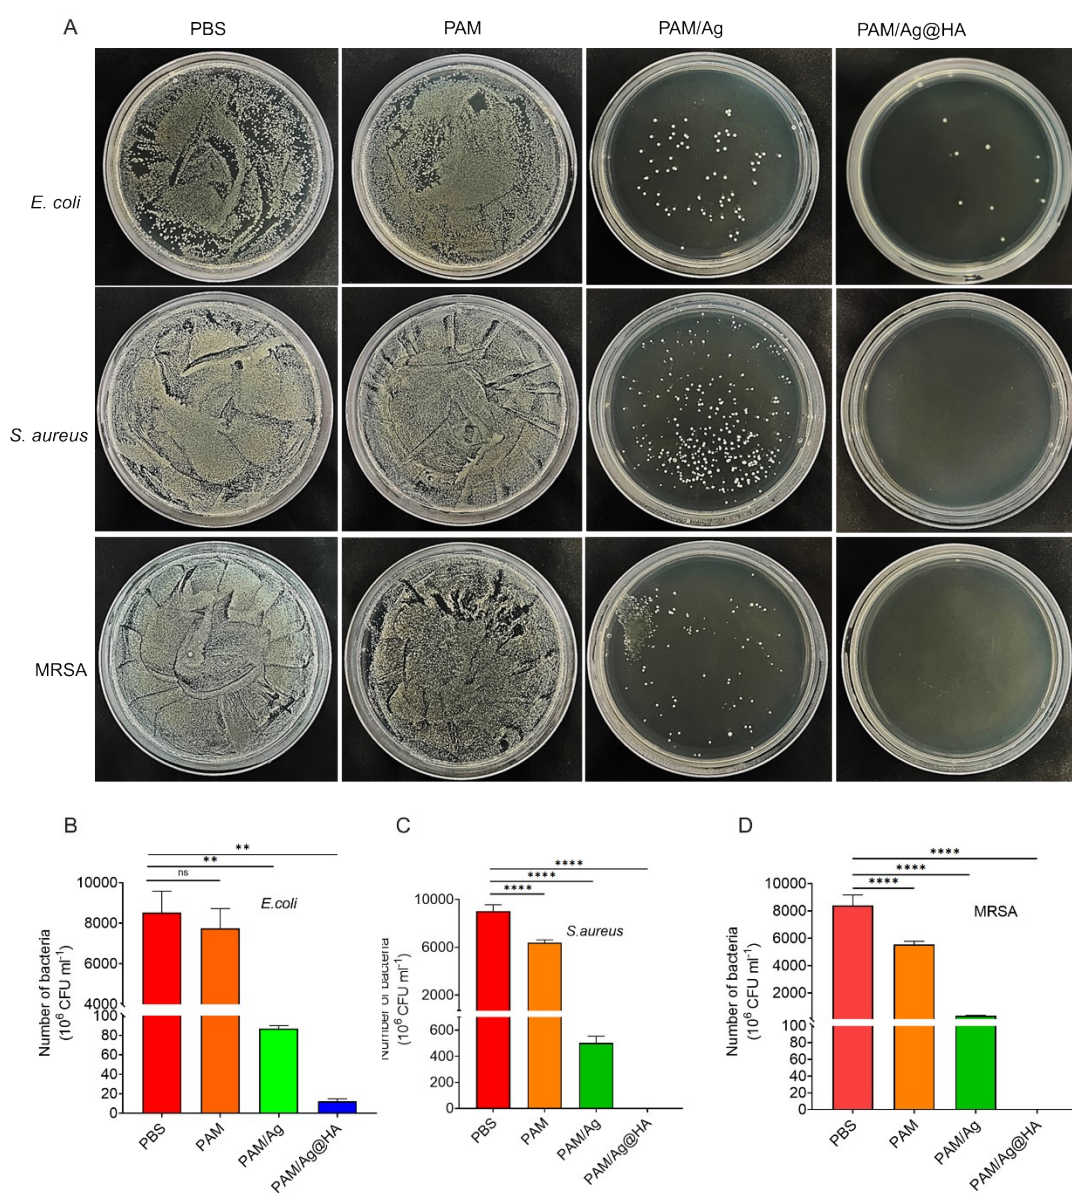 A
PBS
PAM
PAM/Ag
PAM/Ag@HA
E. coli
S. aureus
MRSA
B
**
**
ns
E.coli
Number of bacteria
(10⁶ CFU ml⁻¹)
10000
8000
6000
4000
100
80
60
40
20
0
PBS
PAM
PAM/Ag
PAM/Ag@HA
C
****
****
****
S.aureus
Number of bacteria
(10⁶ CFU ml⁻¹)
10000
6000
2000
600
400
200
0
PBS
PAM
PAM/Ag
PAM/Ag@HA
D
****
****
****
MRSA
Number of bacteria
(10⁶ CFU ml⁻¹)
10000
8000
6000
4000
2000
100
80
60
40
20
0
PBS
PAM
PAM/Ag
PAM/Ag@HA